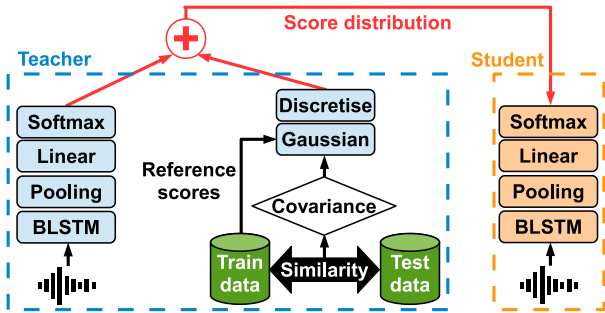 Score distribution
Teacher
Student
Softmax
Linear
Pooling
BLSTM
Discretise
Gaussian
Reference
scores
Covariance
Train
data
Similarity
Test
data
Softmax
Linear
Pooling
BLSTM